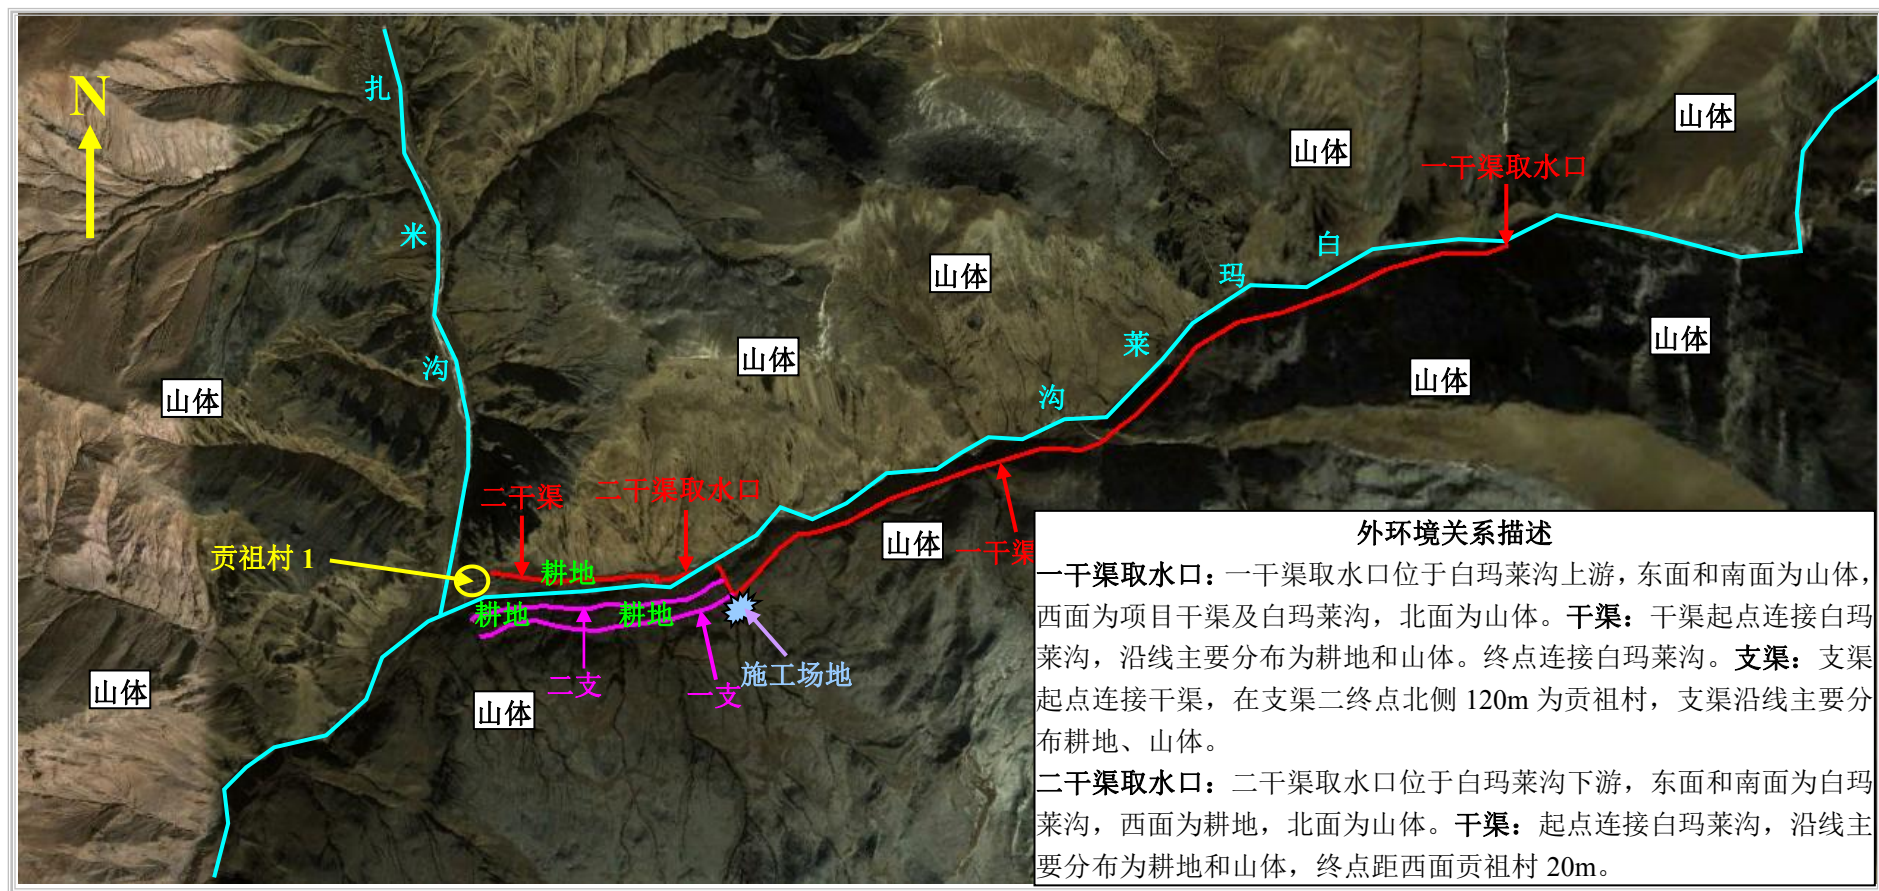 N
扎
米
沟
山体
山体
山体
山体
山体
山体
山体
山体
山体
山体
一干渠取水口
白
玛
莱
沟
二干渠
二干渠取水口
一干渠
贡祖村 1
耕地
耕地
耕地
二支
一支
施工场地
外环境关系描述
一干渠取水口：一干渠取水口位于白玛莱沟上游，东面和南面为山体，
西面为项目干渠及白玛莱沟，北面为山体。干渠：干渠起点连接白玛
莱沟，沿线主要分布为耕地和山体。终点连接白玛莱沟。支渠：支渠
起点连接干渠，在支渠二终点北侧 120m 为贡祖村，支渠沿线主要分
布耕地、山体。
二干渠取水口：二干渠取水口位于白玛莱沟下游，东面和南面为白玛
莱沟，西面为耕地，北面为山体。干渠：起点连接白玛莱沟，沿线主
要分布为耕地和山体，终点距西面贡祖村 20m。